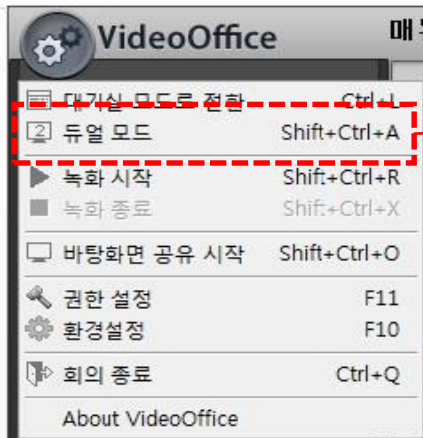 VideoOffice
매
대기실 모드로 전환 Ctrl+L
2 듀얼 모드 Shift+Ctrl+A
녹화 시작 Shift+Ctrl+R
녹화 종료 Shift+Ctrl+X
바탕화면 공유 시작 Shift+Ctrl+O
권한 설정 F11
환경설정 F10
회의 종료 Ctrl+Q
About VideoOffice